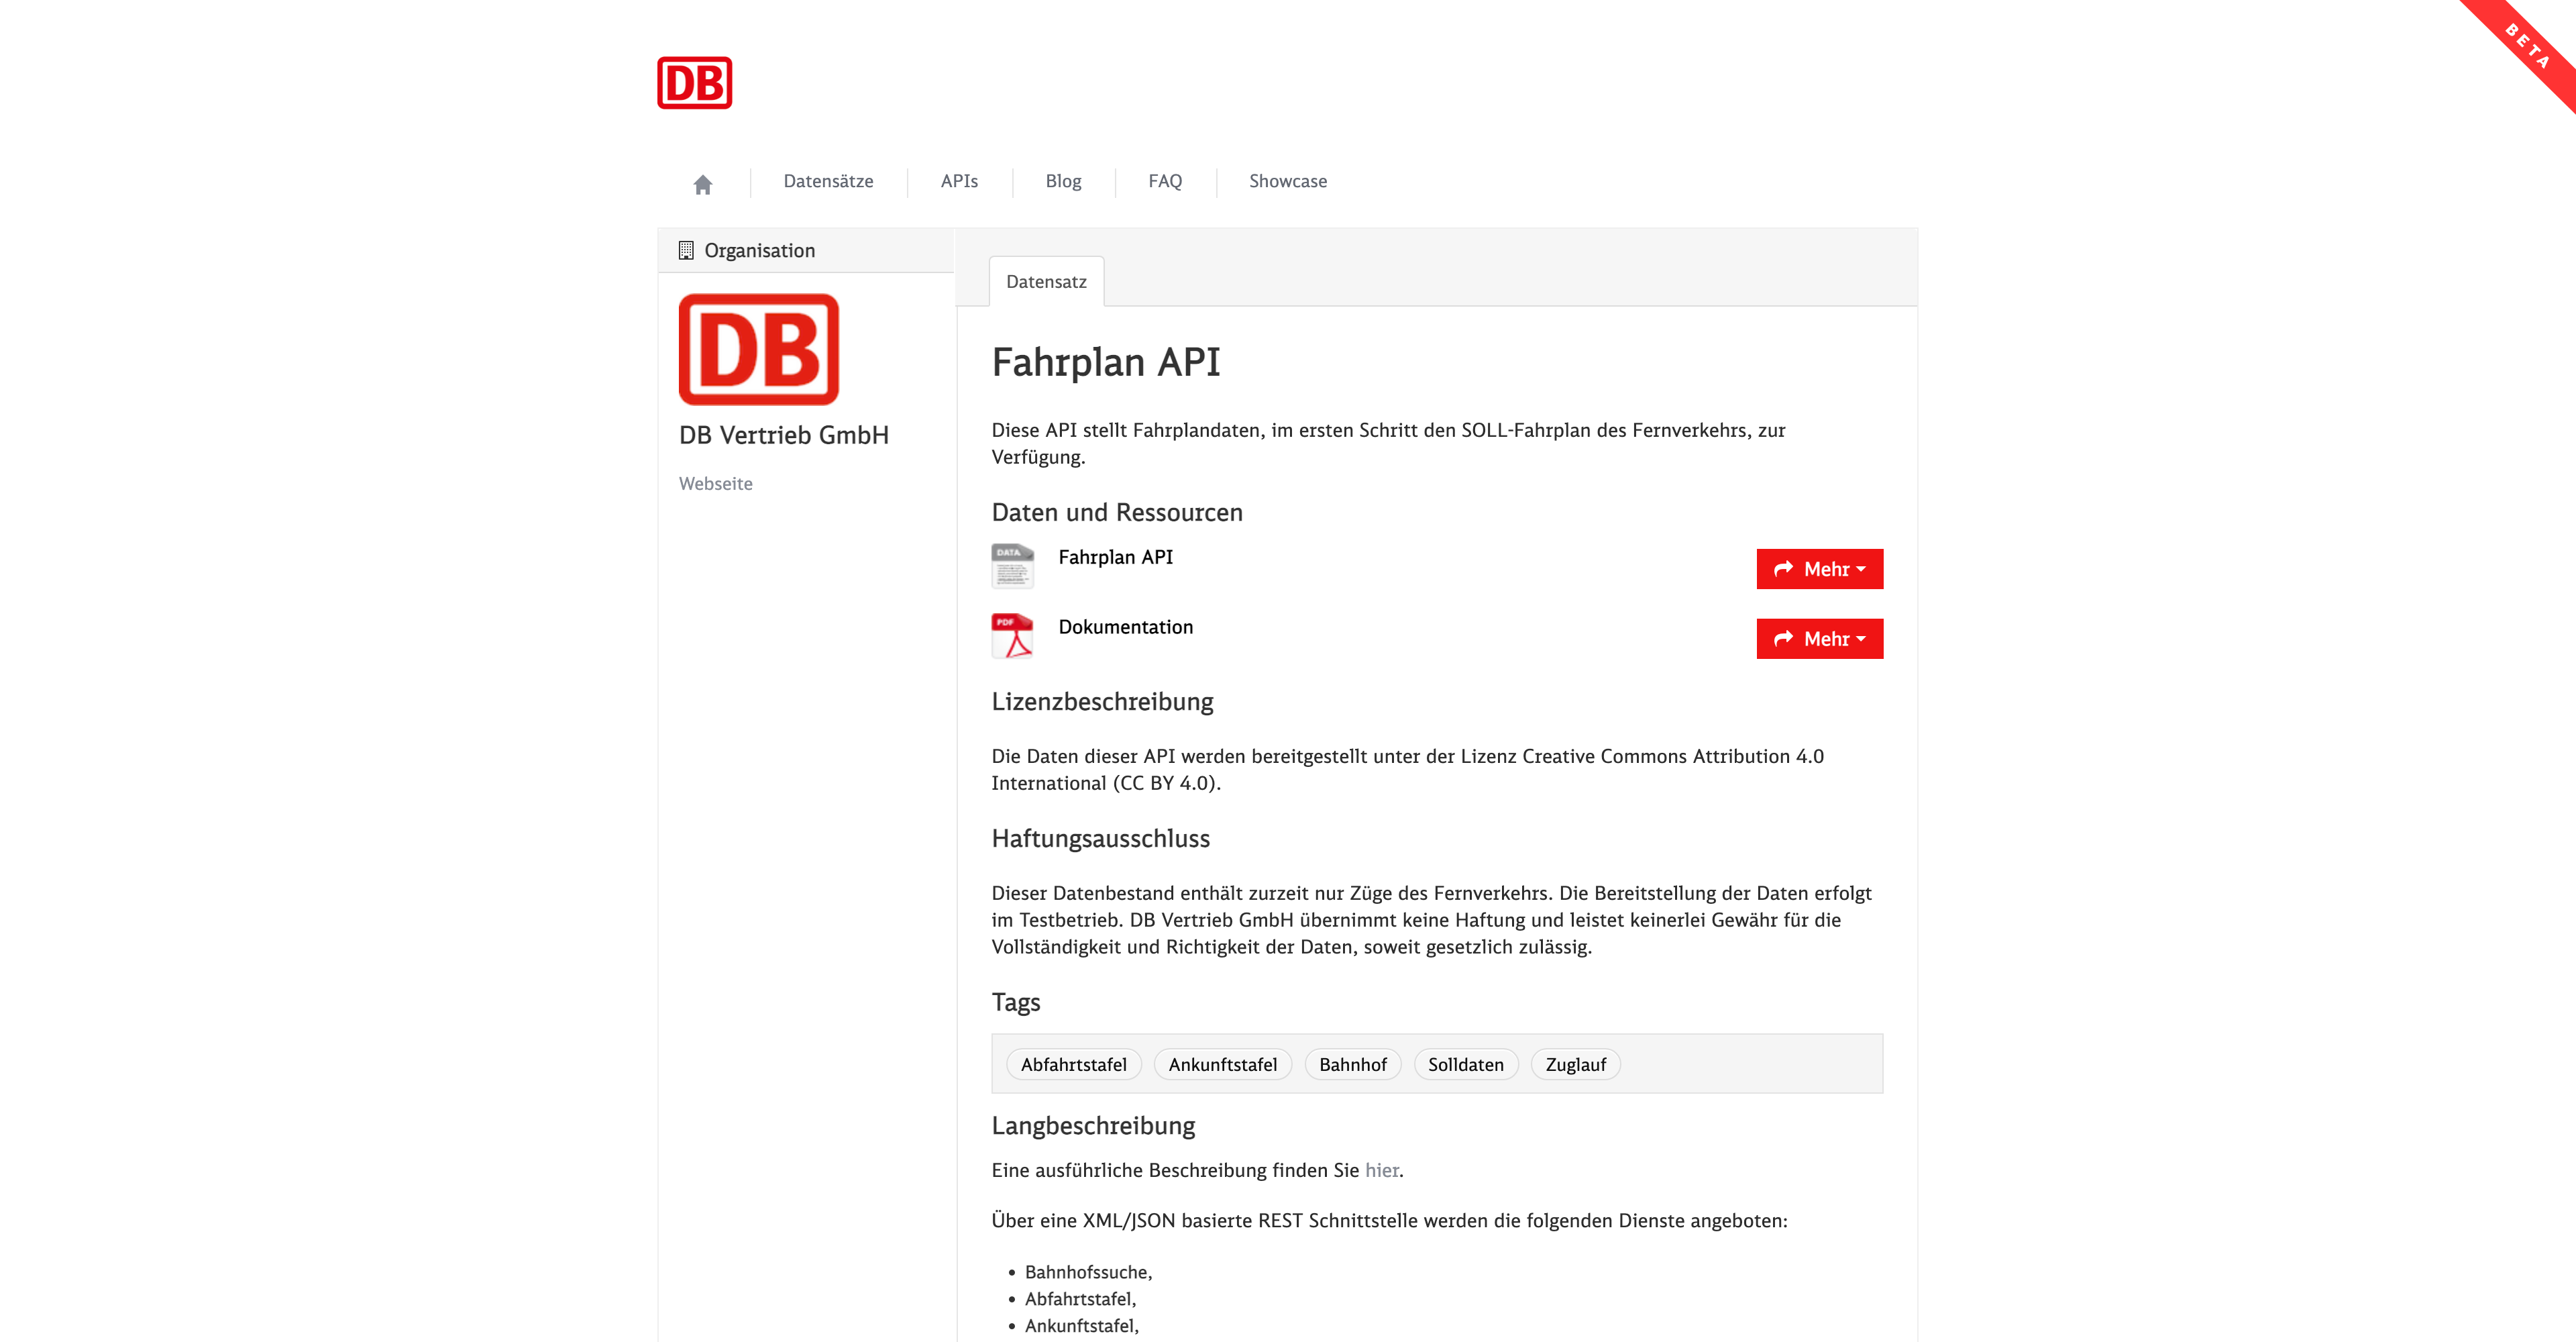 BETA
DB
Datensätze
APIs
Blog
FAQ
Showcase
Organisation
DB
DB Vertrieb GmbH
Webseite
Datensatz
Fahrplan API
Diese API stellt Fahrplandaten, im ersten Schritt den SOLL-Fahrplan des Fernverkehrs, zur
Verfügung.
Daten und Ressourcen
DATA
Fahrplan API
Mehr
PDF
Dokumentation
Mehr
Lizenzbeschreibung
Die Daten dieser API werden bereitgestellt unter der Lizenz Creative Commons Attribution 4.0
International (CC BY 4.0).
Haftungsausschluss
Dieser Datenbestand enthält zurzeit nur Züge des Fernverkehrs. Die Bereitstellung der Daten erfolgt
im Testbetrieb. DB Vertrieb GmbH übernimmt keine Haftung und leistet keinerlei Gewähr für die
Vollständigkeit und Richtigkeit der Daten, soweit gesetzlich zulässig.
Tags
Abfahrtstafel
Ankunftstafel
Bahnhof
Solldaten
Zuglauf
Langbeschreibung
Eine ausführliche Beschreibung finden Sie hier.
Über eine XML/JSON basierte REST Schnittstelle werden die folgenden Dienste angeboten:
• Bahnhofssuche,
• Abfahrtstafel,
• Ankunftstafel,